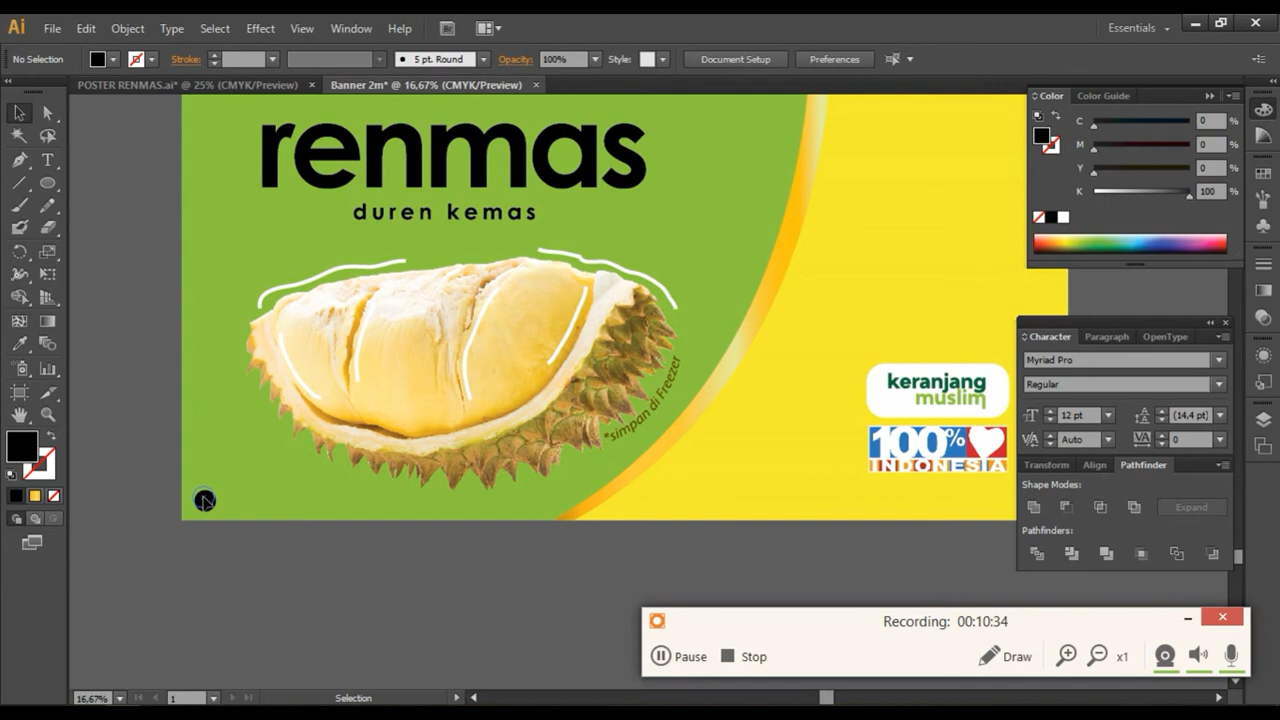 Ai File Edit Object Type Select Effect View Window Help Br Essentials
No Selection Stroke: 5 pt. Round Opacity: 100% Style: Document Setup Preferences
POSTER RENMAS.ai* @ 25% (CMYK/Preview) Banner 2m* @ 16,67% (CMYK/Preview)
renmas
duren kemas
*simpan di Freezer
keranjang
muslim
100%
INDONESIA
Color Color Guide
C 0 %
M 0 %
Y 0 %
K 100 %
Character Paragraph OpenType
Myriad Pro
Regular
12 pt (14,4 pt)
Auto 0
Transform Align Pathfinder
Shape Modes:
Expand
Pathfinders:
Recording: 00:10:34
Pause Stop Draw x1
16,67% 1 Selection